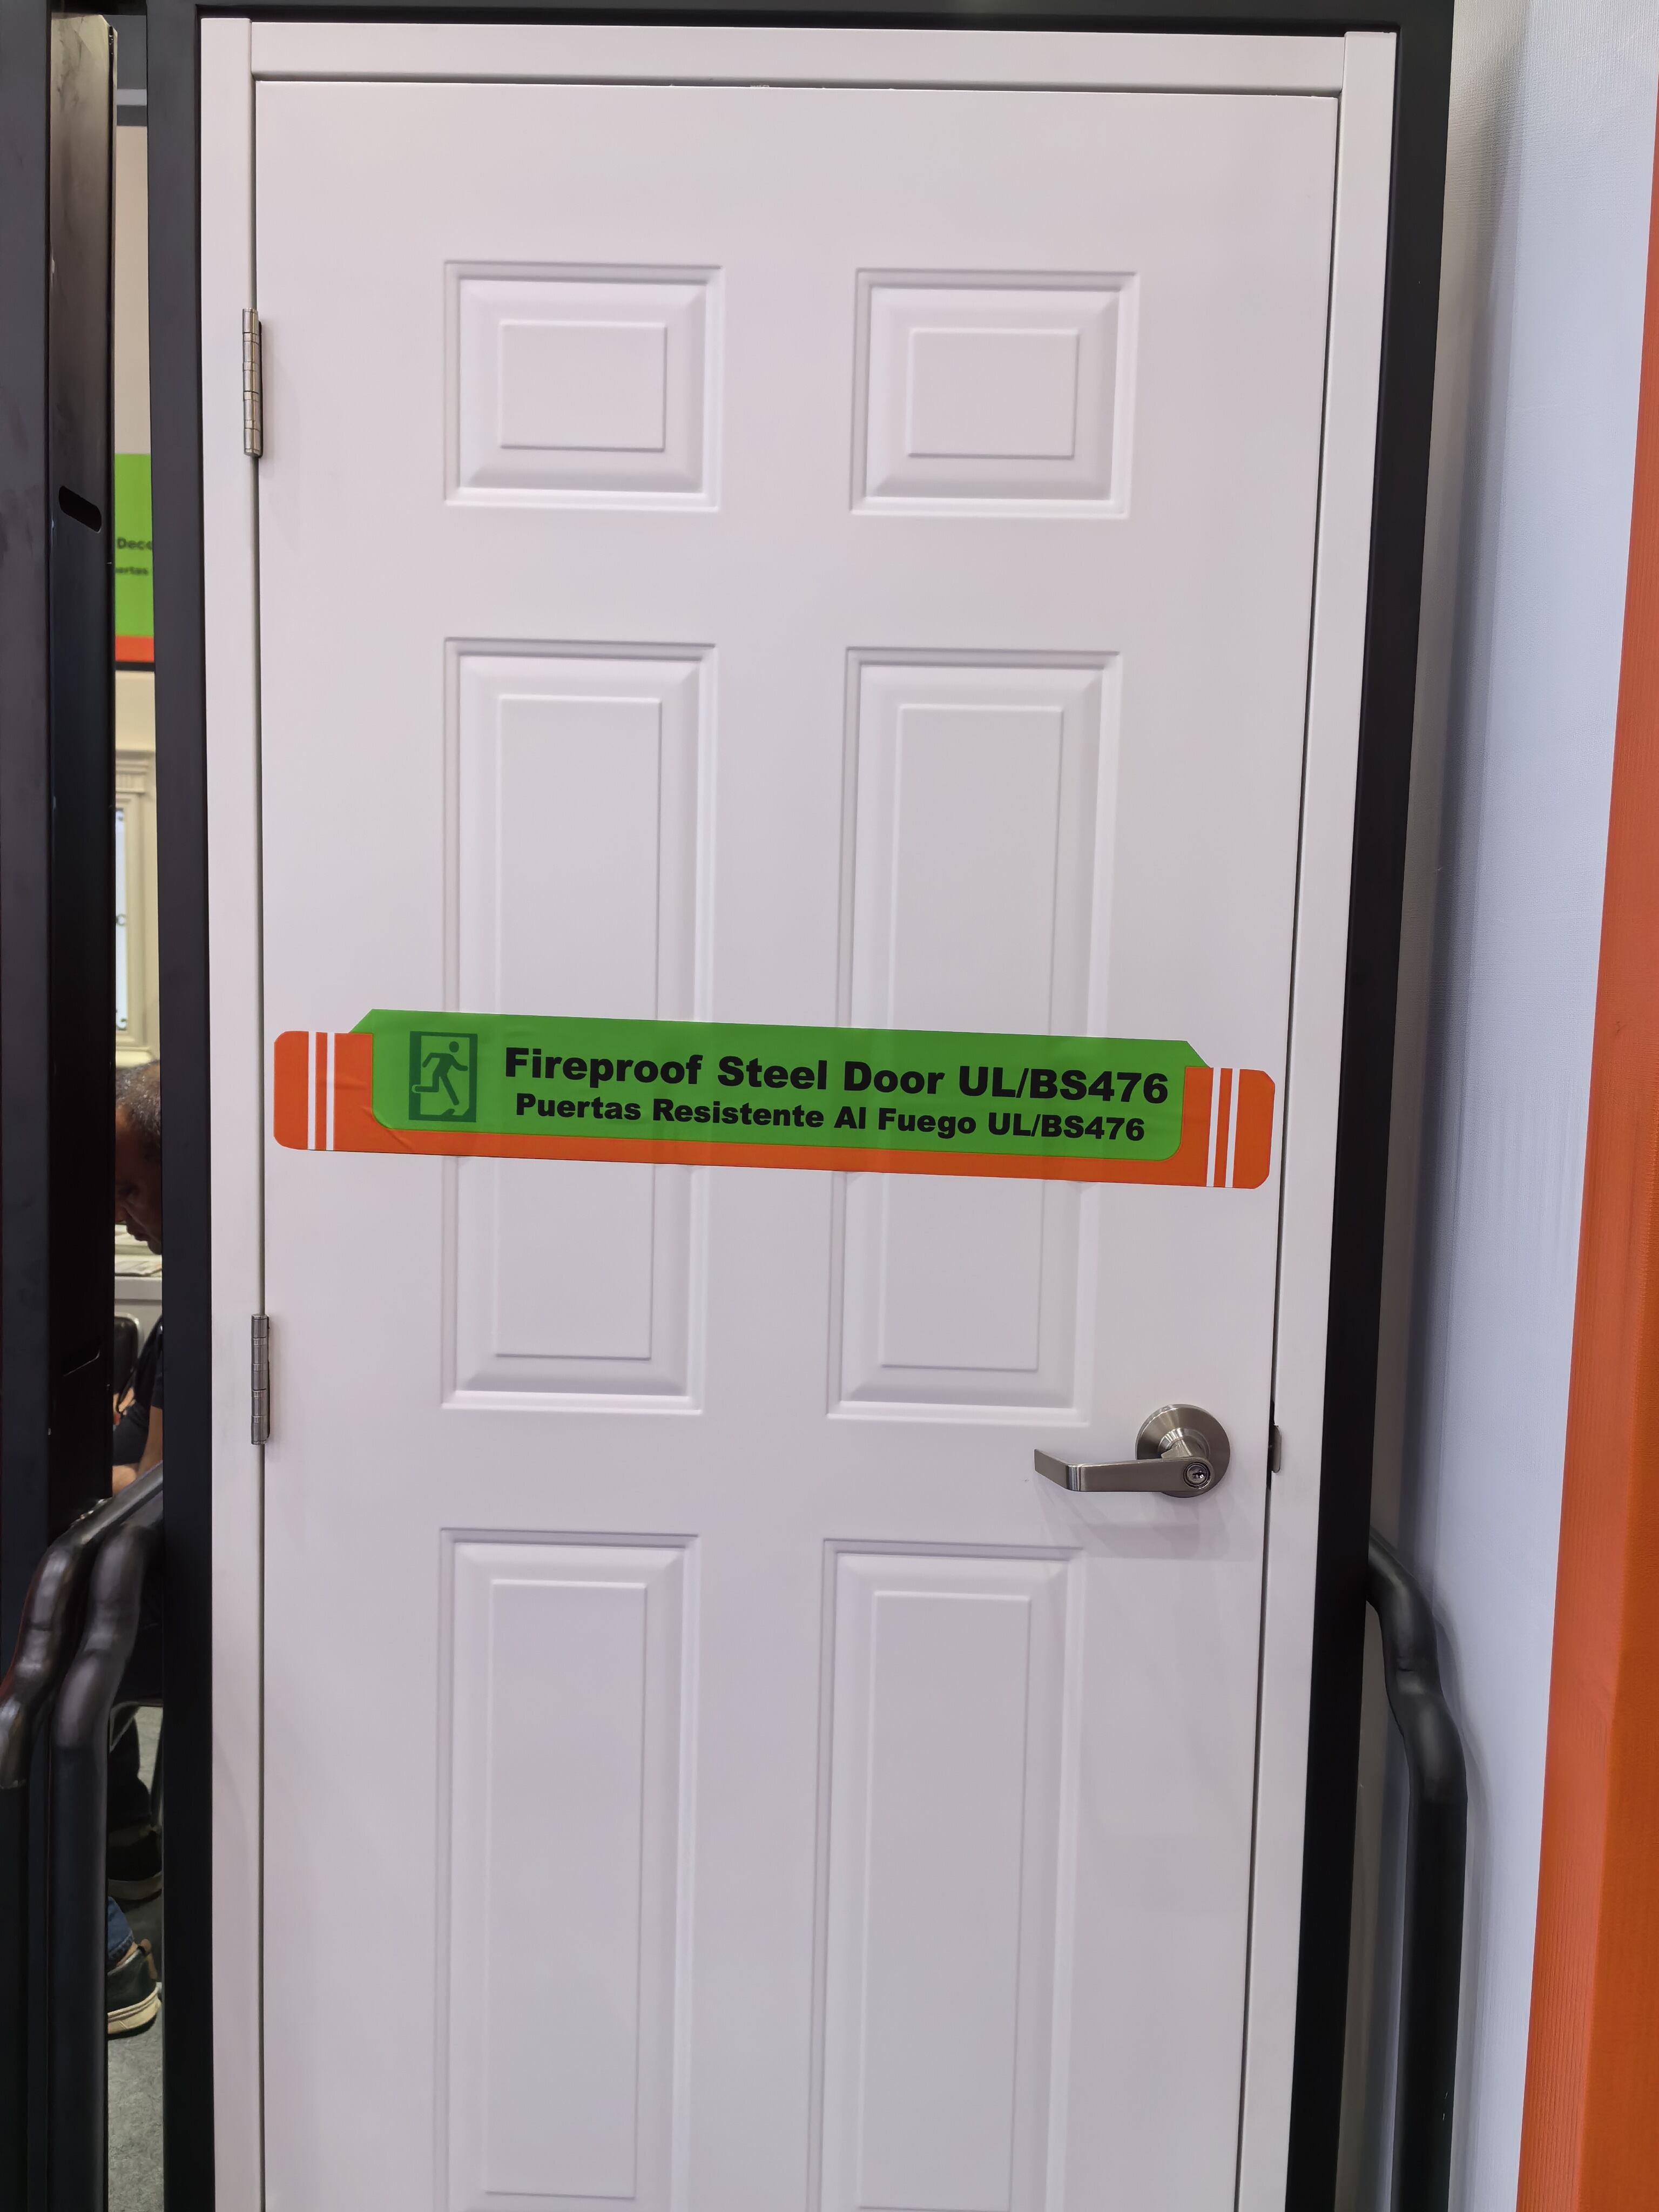 Fireproof Steel Door UL/BS476
Puertas Resistente Al Fuego UL/BS476